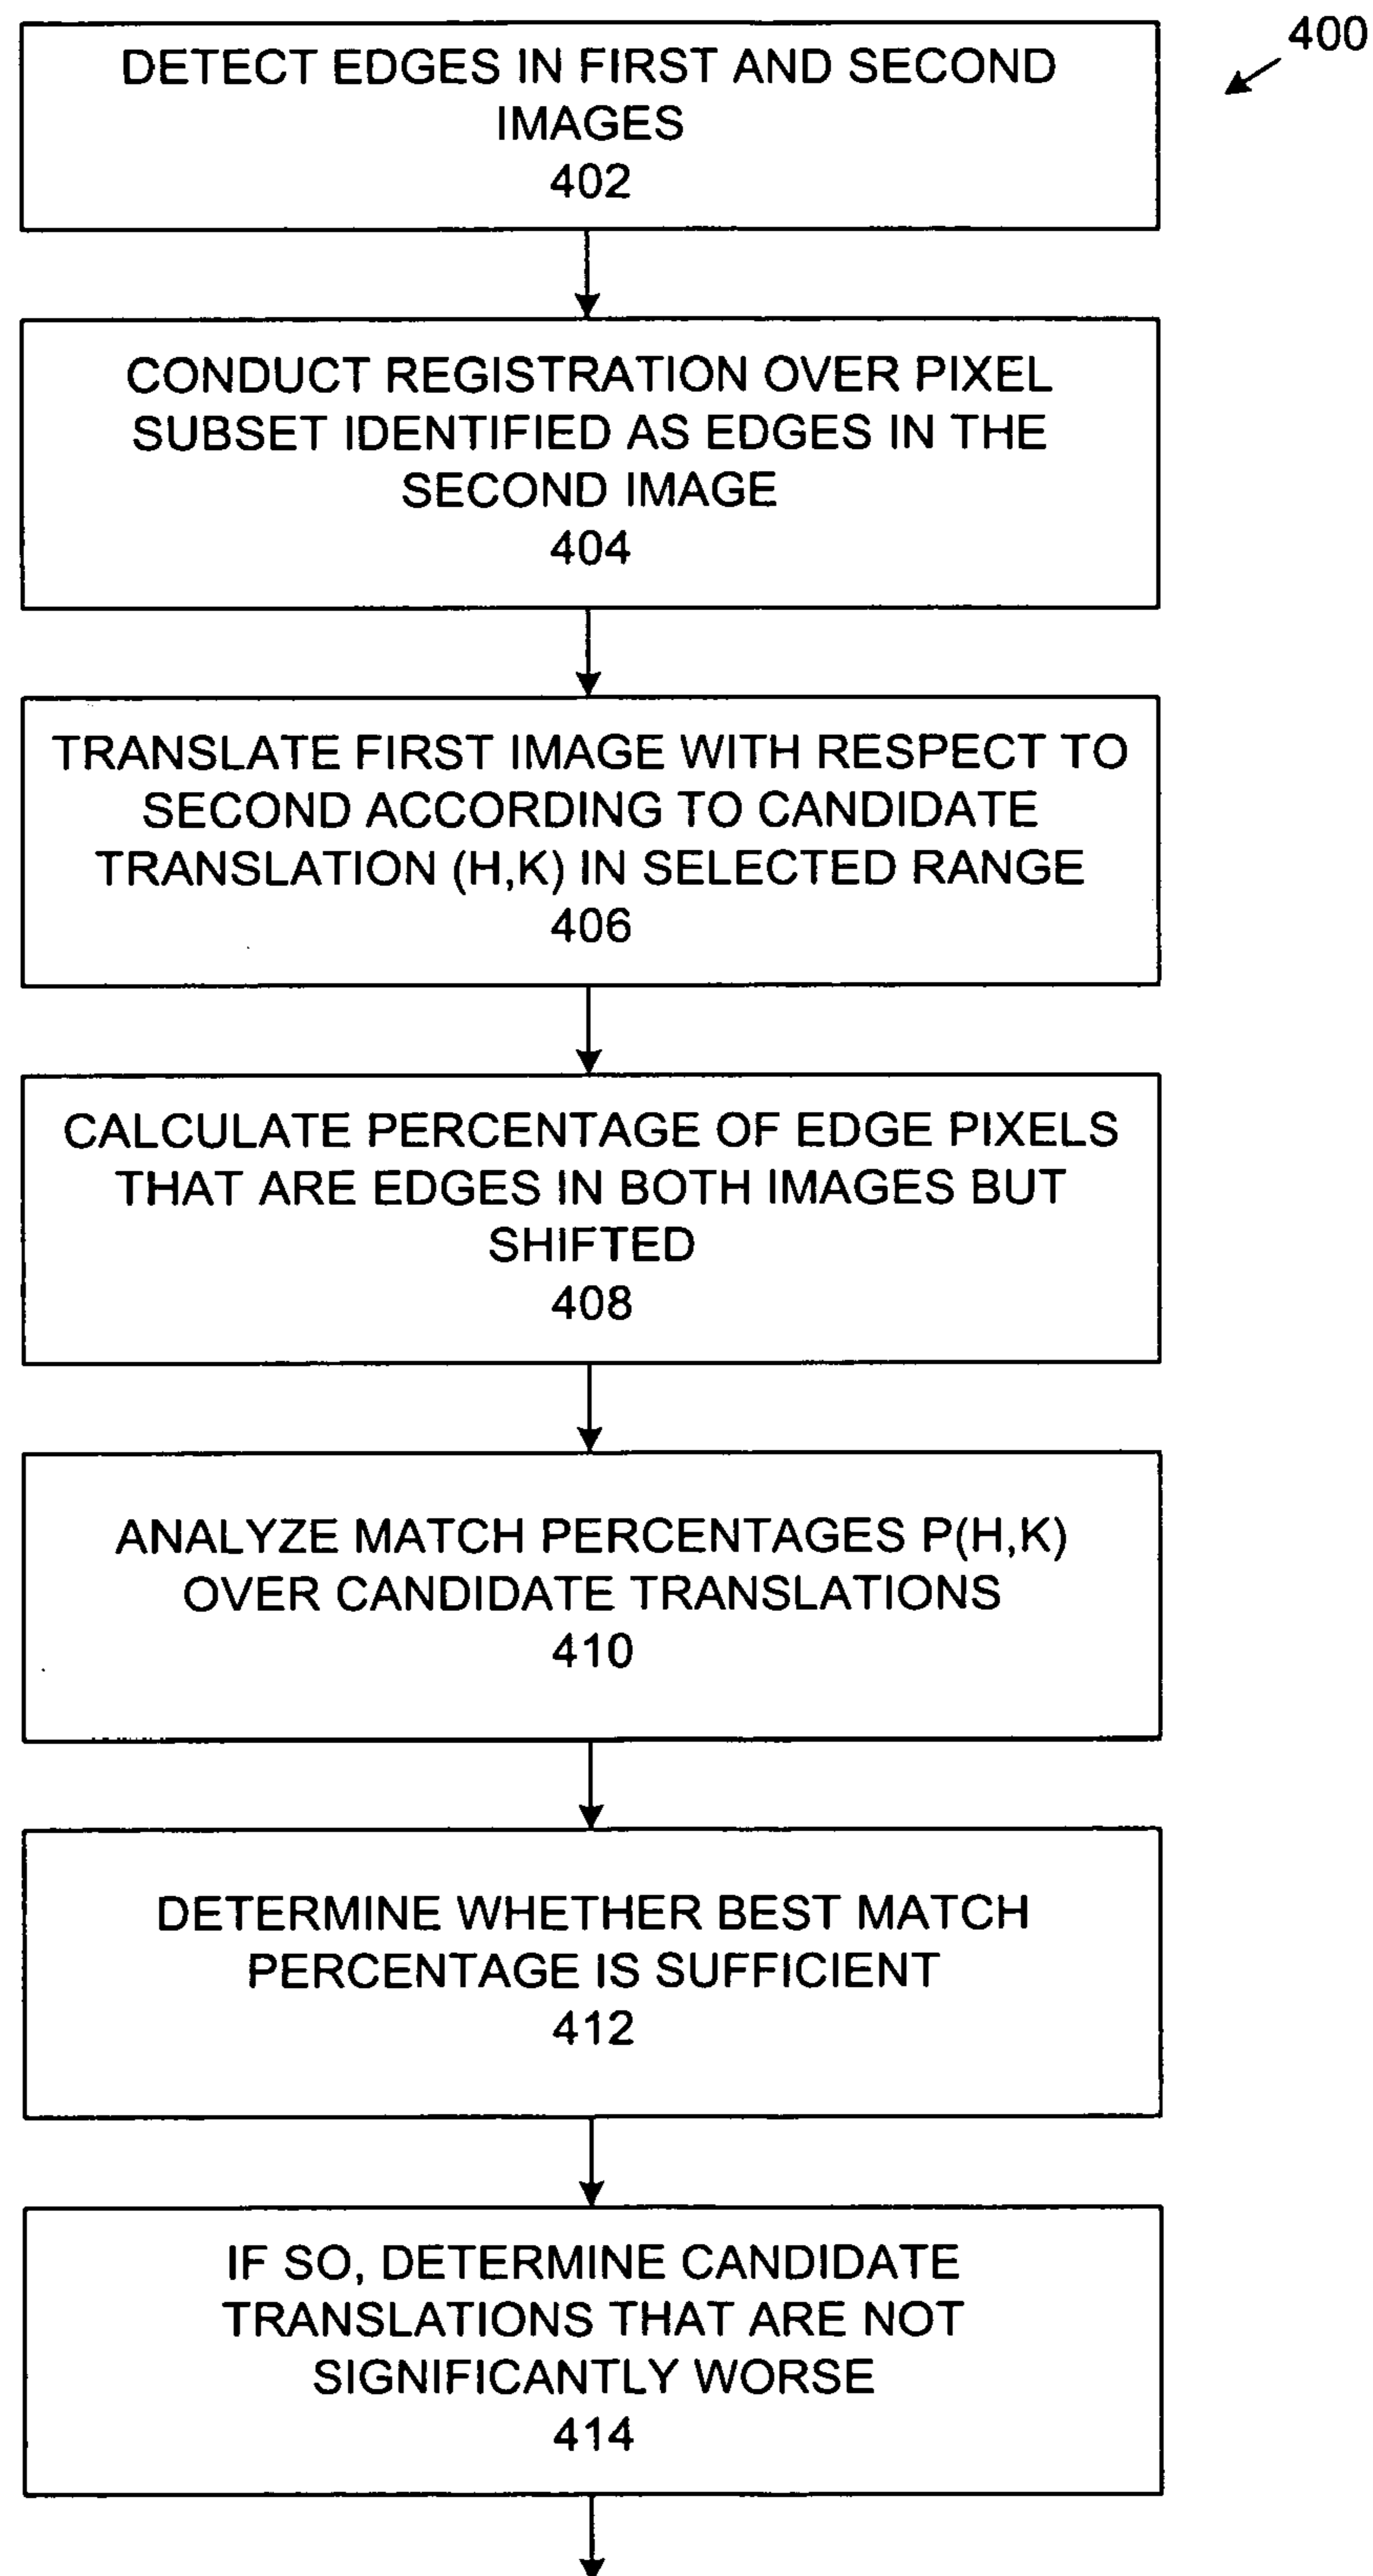 400
DETECT EDGES IN FIRST AND SECOND
IMAGES
402
CONDUCT REGISTRATION OVER PIXEL
SUBSET IDENTIFIED AS EDGES IN THE
SECOND IMAGE
404
TRANSLATE FIRST IMAGE WITH RESPECT TO
SECOND ACCORDING TO CANDIDATE
TRANSLATION (H,K) IN SELECTED RANGE
406
CALCULATE PERCENTAGE OF EDGE PIXELS
THAT ARE EDGES IN BOTH IMAGES BUT
SHIFTED
408
ANALYZE MATCH PERCENTAGES P(H,K)
OVER CANDIDATE TRANSLATIONS
410
DETERMINE WHETHER BEST MATCH
PERCENTAGE IS SUFFICIENT
412
IF SO, DETERMINE CANDIDATE
TRANSLATIONS THAT ARE NOT
SIGNIFICANTLY WORSE
414